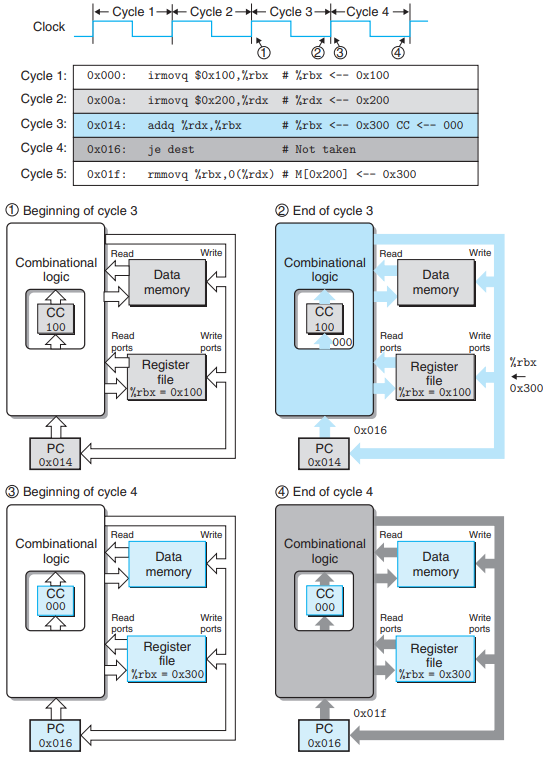 Cycle 1 Cycle 2 Cycle 3 Cycle 4
Clock
① ② ③ ④
Cycle 1: 0x000: irmovq $0x100,%rbx # %rbx <-- 0x100
Cycle 2: 0x00a: irmovq $0x200,%rdx # %rdx <-- 0x200
Cycle 3: 0x014: addq %rdx,%rbx # %rbx <-- 0x300 CC <-- 000
Cycle 4: 0x016: je dest # Not taken
Cycle 5: 0x01f: rmmovq %rbx,0(%rdx) # M[0x200] <-- 0x300
① Beginning of cycle 3
Combinational
logic
CC
100
Read
Write
Data
memory
Read
ports
Write
ports
Register
file
%rbx = 0x100
PC
0x014
② End of cycle 3
Combinational
logic
CC
100
000
Read
Write
Data
memory
Read
ports
Write
ports
Register
file
%rbx = 0x100
%rbx
0x300
0x016
PC
0x014
③ Beginning of cycle 4
Combinational
logic
CC
000
Read
Write
Data
memory
Read
ports
Write
ports
Register
file
%rbx = 0x300
PC
0x016
④ End of cycle 4
Combinational
logic
CC
000
Read
Write
Data
memory
Read
ports
Write
ports
Register
file
%rbx = 0x300
0x01f
PC
0x016